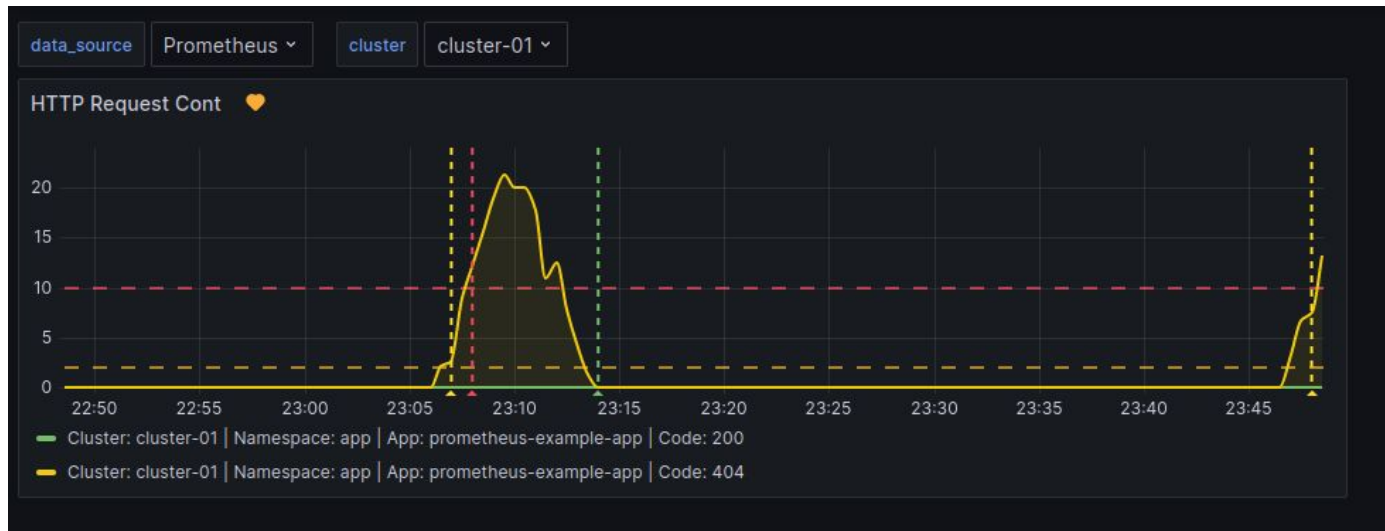 data_source Prometheus cluster cluster-01
HTTP Request Cont
20
15
10
5
0
22:50 22:55 23:00 23:05 23:10 23:15 23:20 23:25 23:30 23:35 23:40 23:45
Cluster: cluster-01 | Namespace: app | App: prometheus-example-app | Code: 200
Cluster: cluster-01 | Namespace: app | App: prometheus-example-app | Code: 404